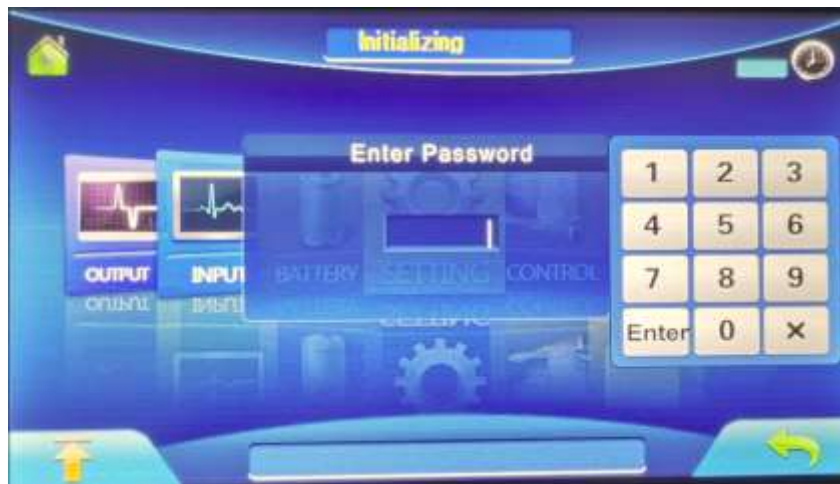 Initializing
Enter Password
1 2 3
4 5 6
7 8 9
Enter 0 ×
OUTPUT INPUT BATTERY SETTING CONTROL